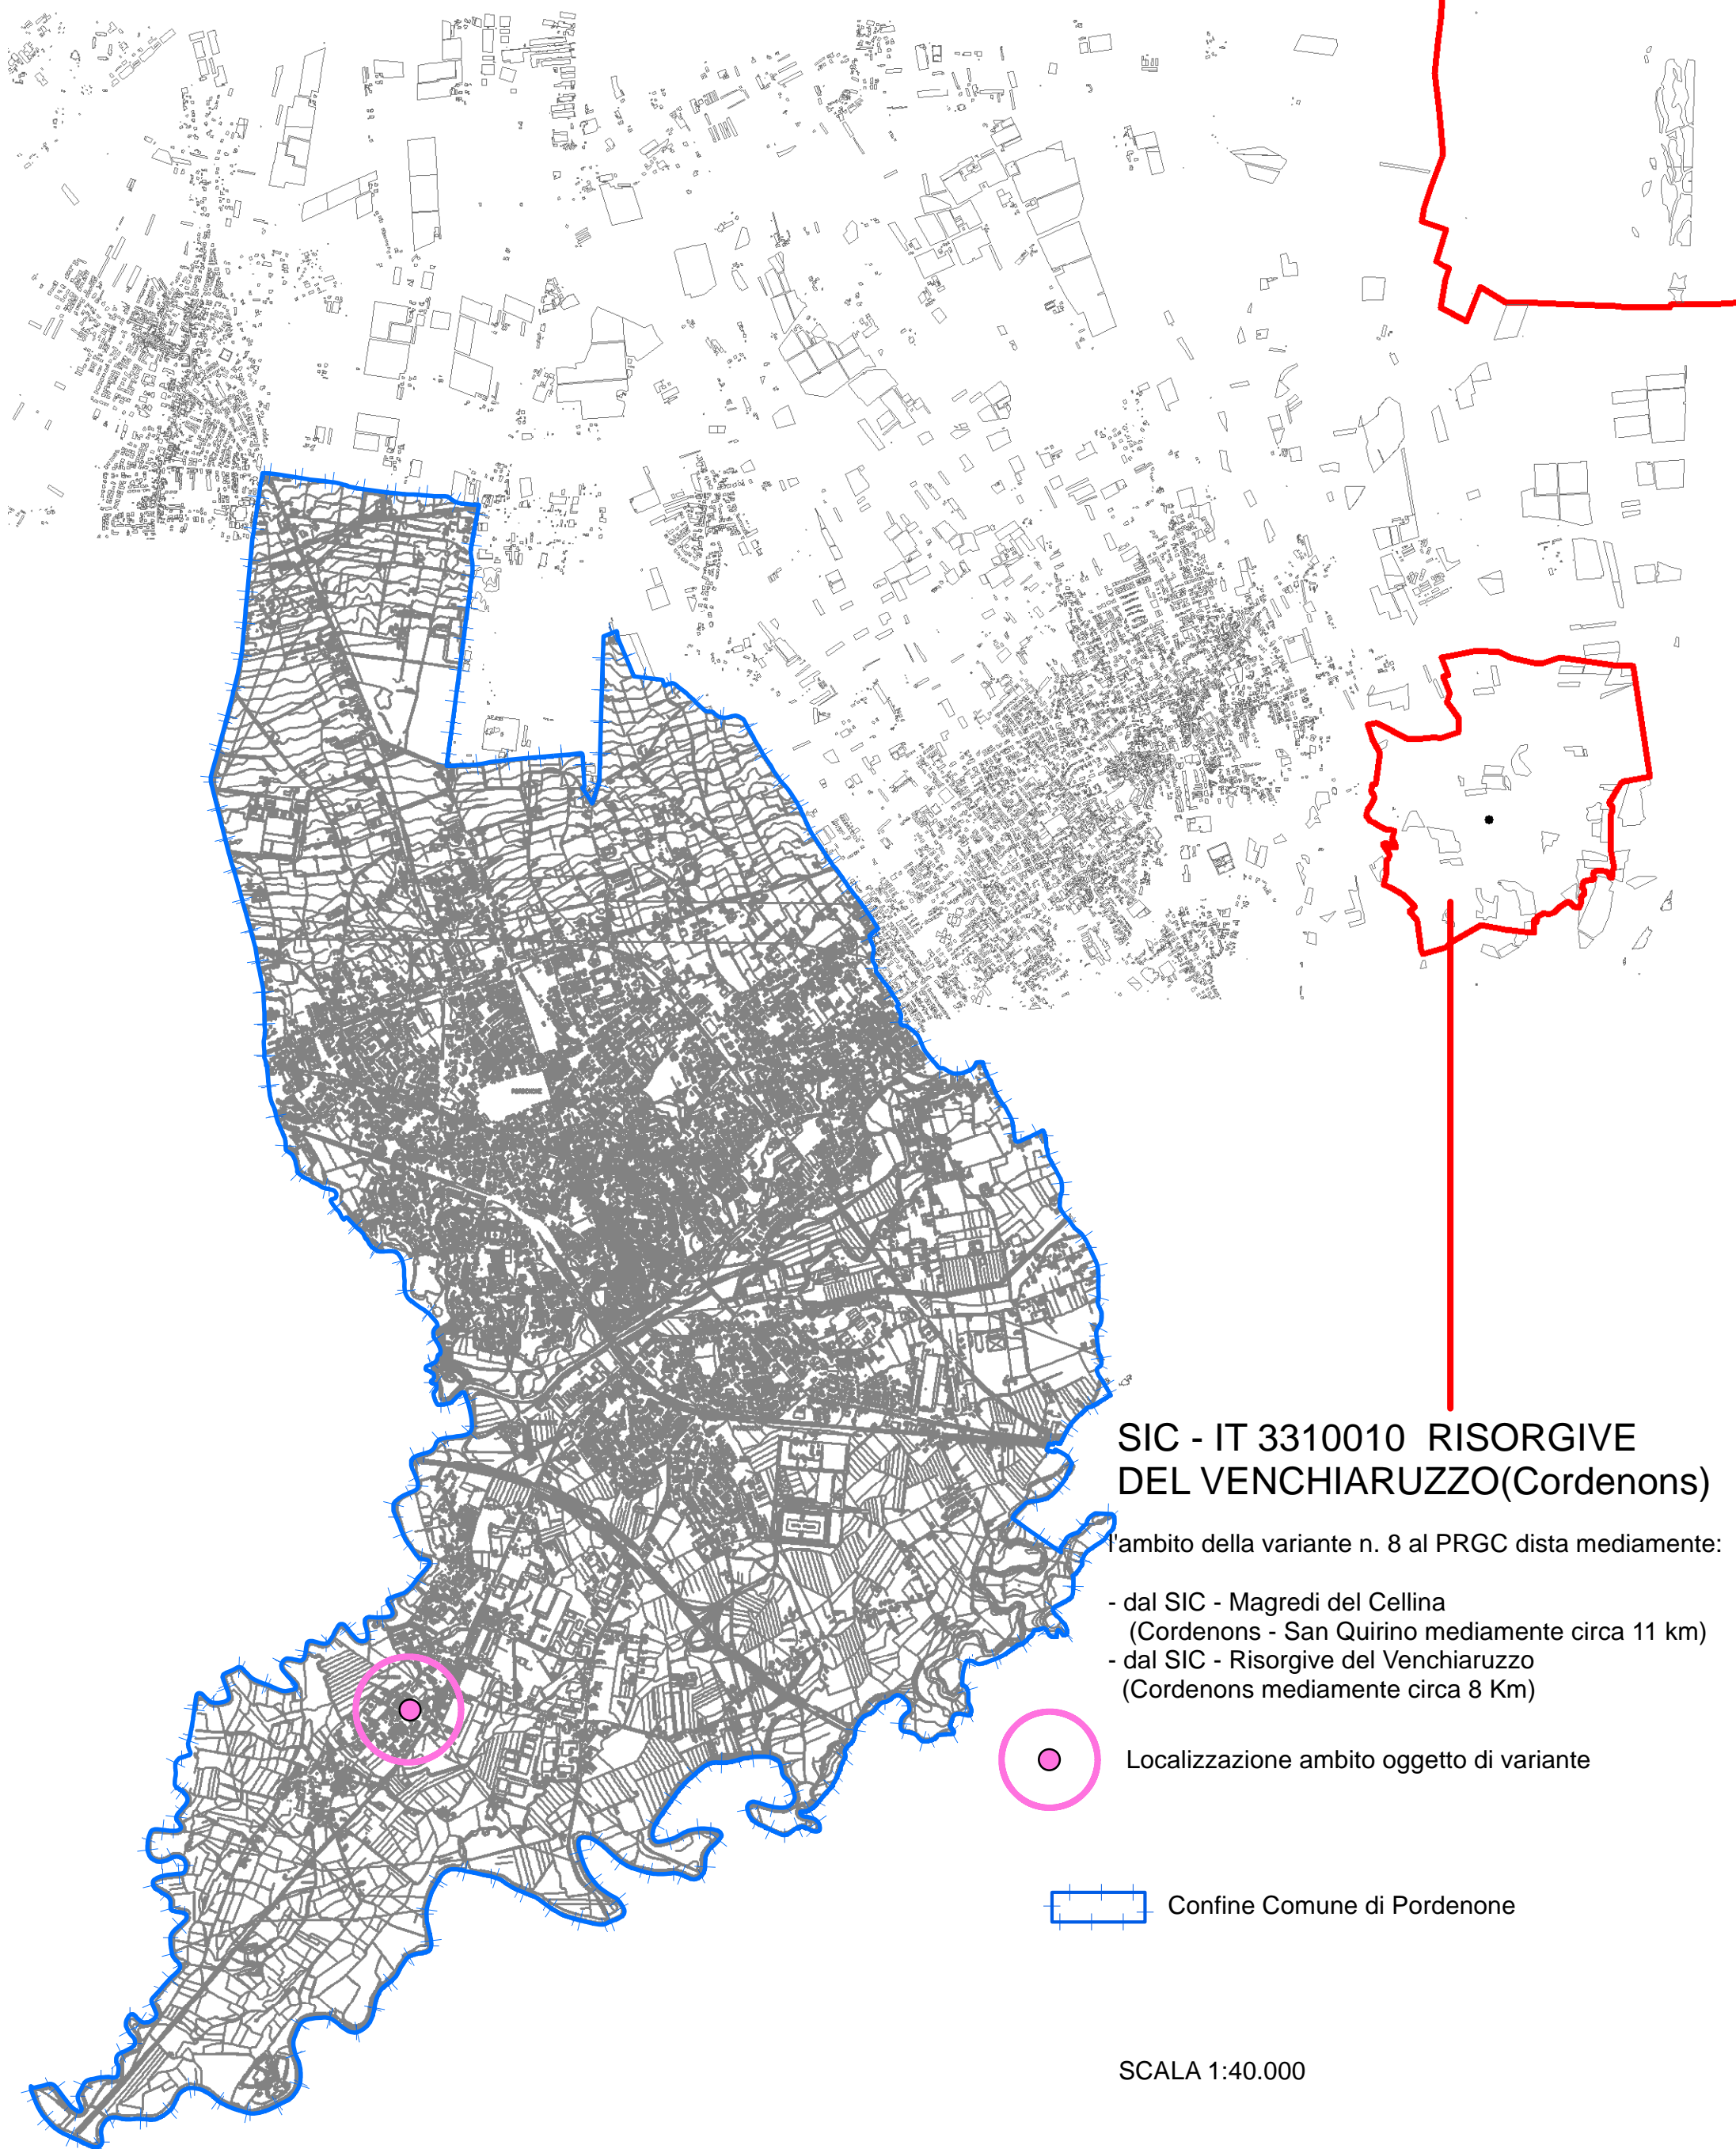 PORDENONE
SIC - IT 3310010 RISORGIVE
DEL VENCHIARUZZO(Cordenons)
l'ambito della variante n. 8 al PRGC dista mediamente:
- dal SIC - Magredi del Cellina
(Cordenons - San Quirino mediamente circa 11 km)
- dal SIC - Risorgive del Venchiaruzzo
(Cordenons mediamente circa 8 Km)
Localizzazione ambito oggetto di variante
Confine Comune di Pordenone
SCALA 1:40.000